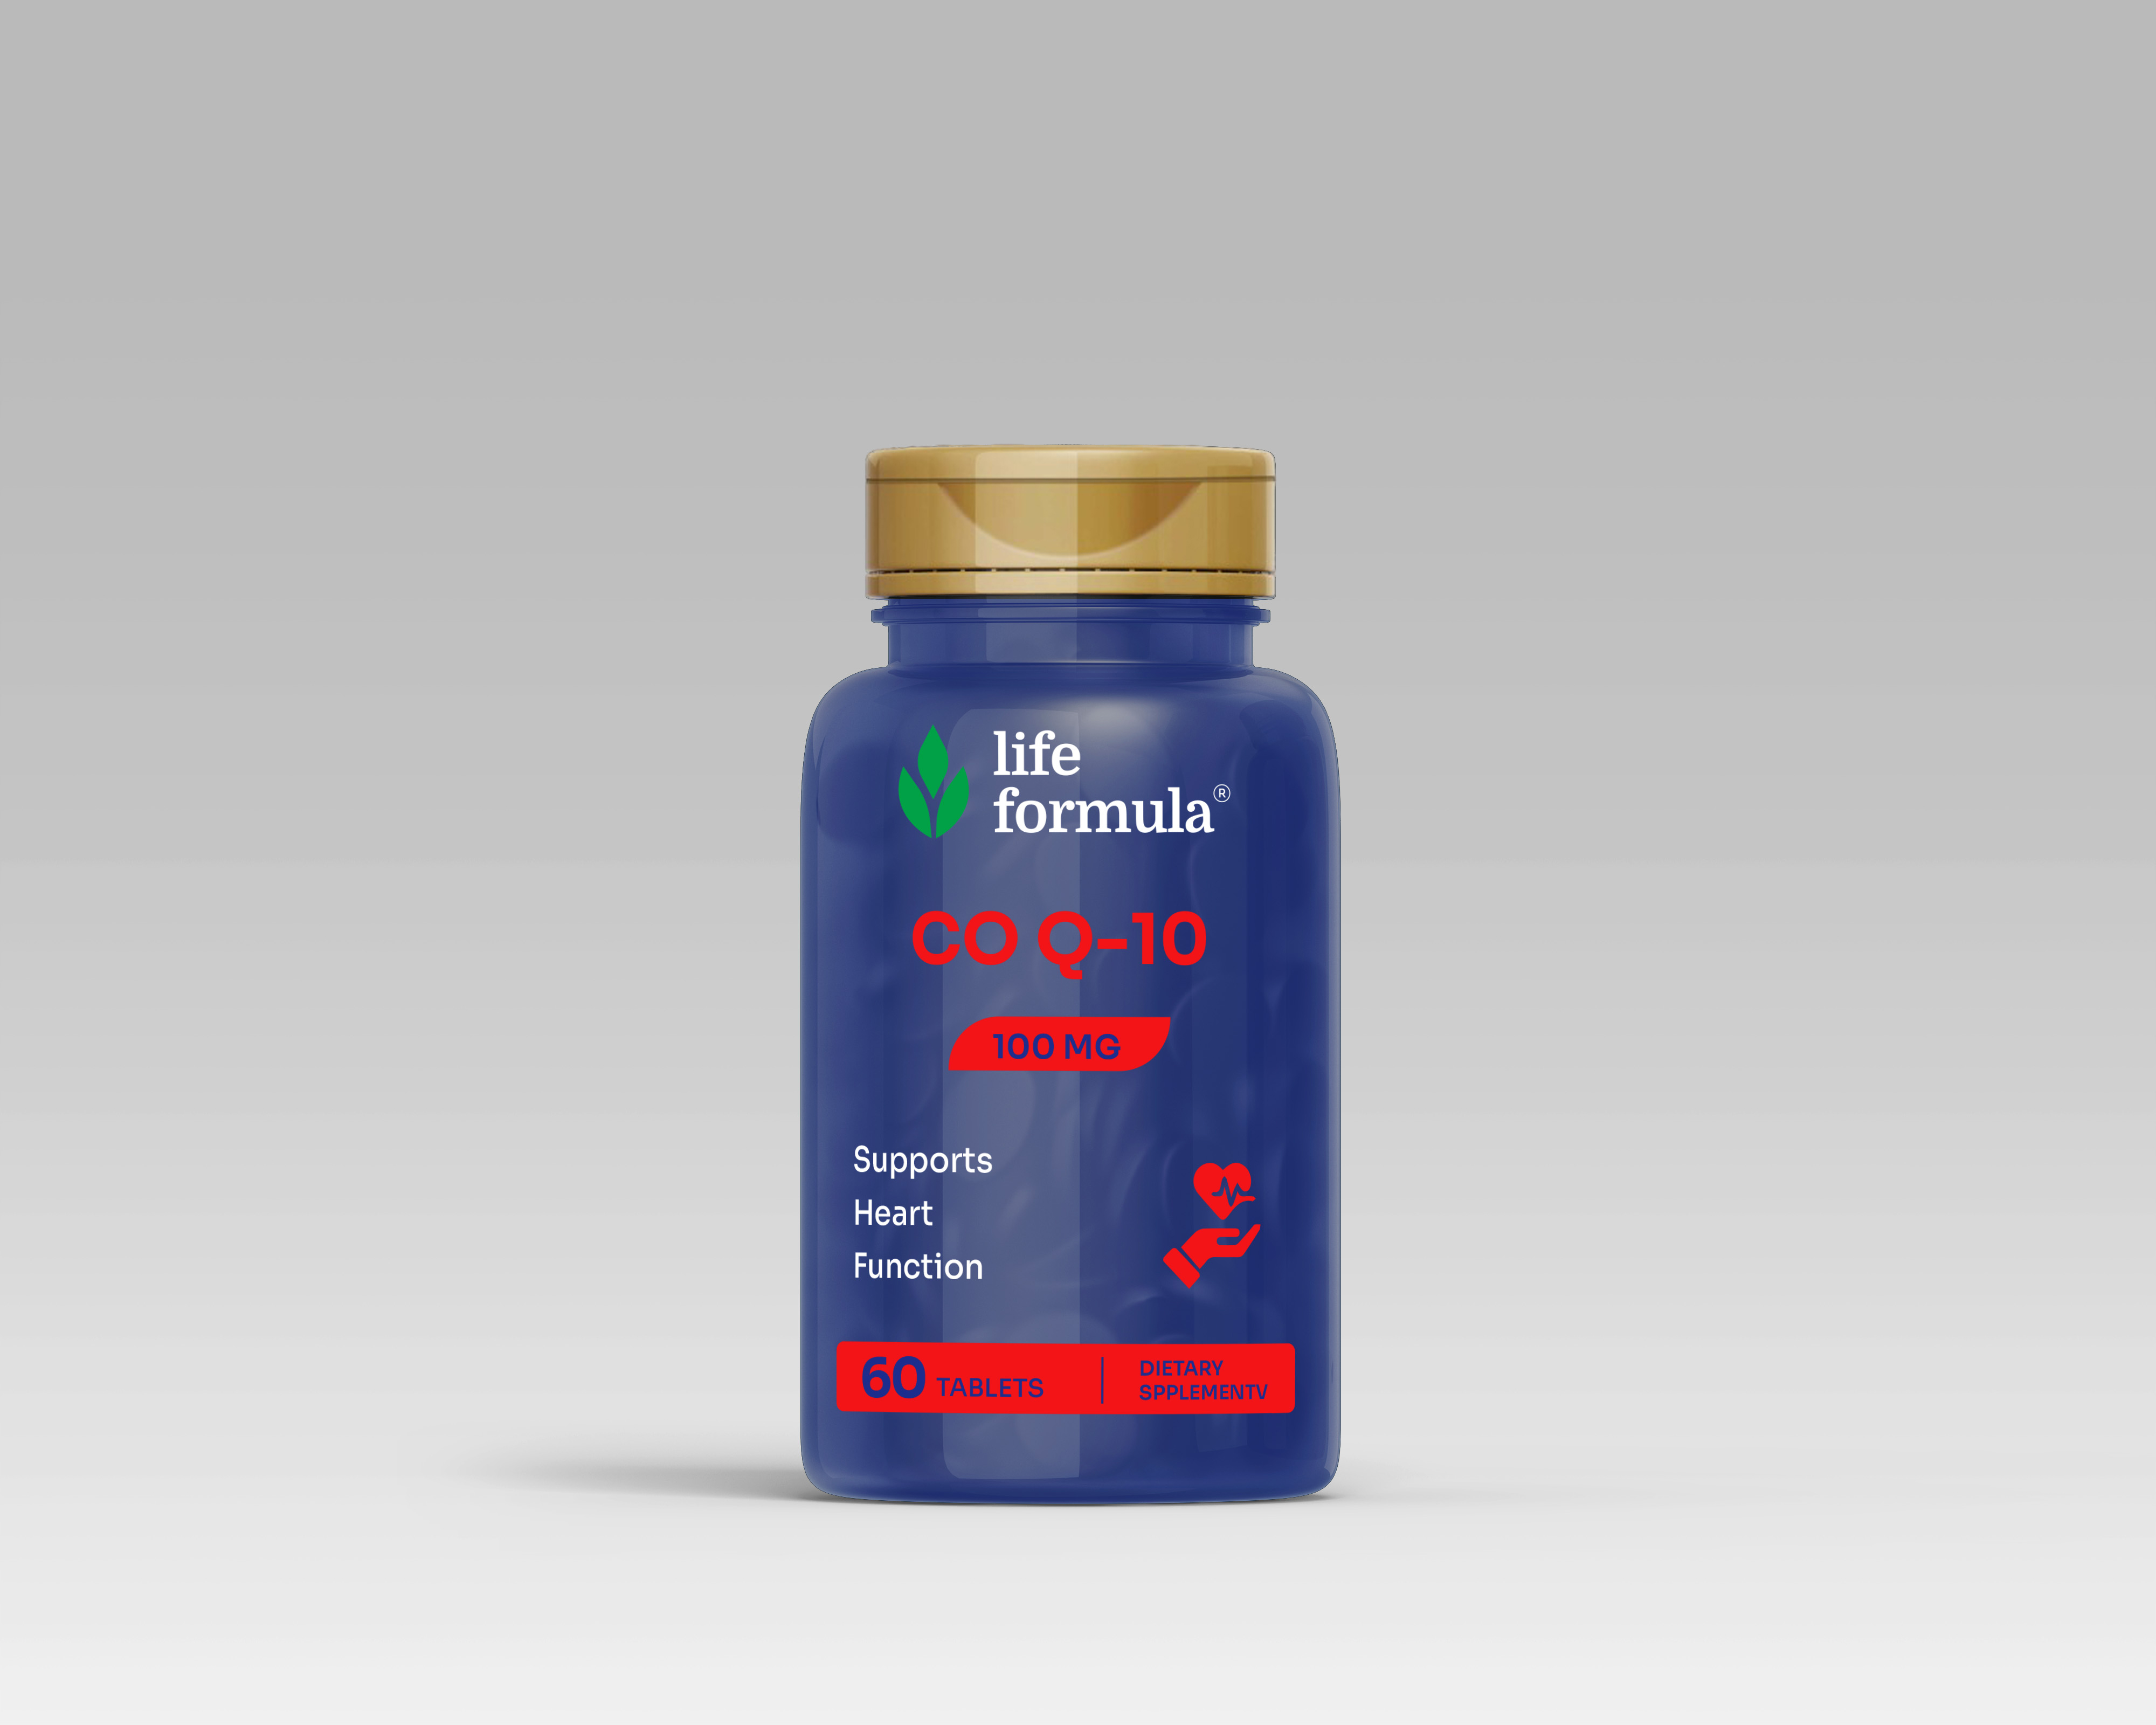 life
formula®
CO Q-10
100 MG
Supports
Heart
Function
60 TABLETS
DIETARY
SPPLEMENTV